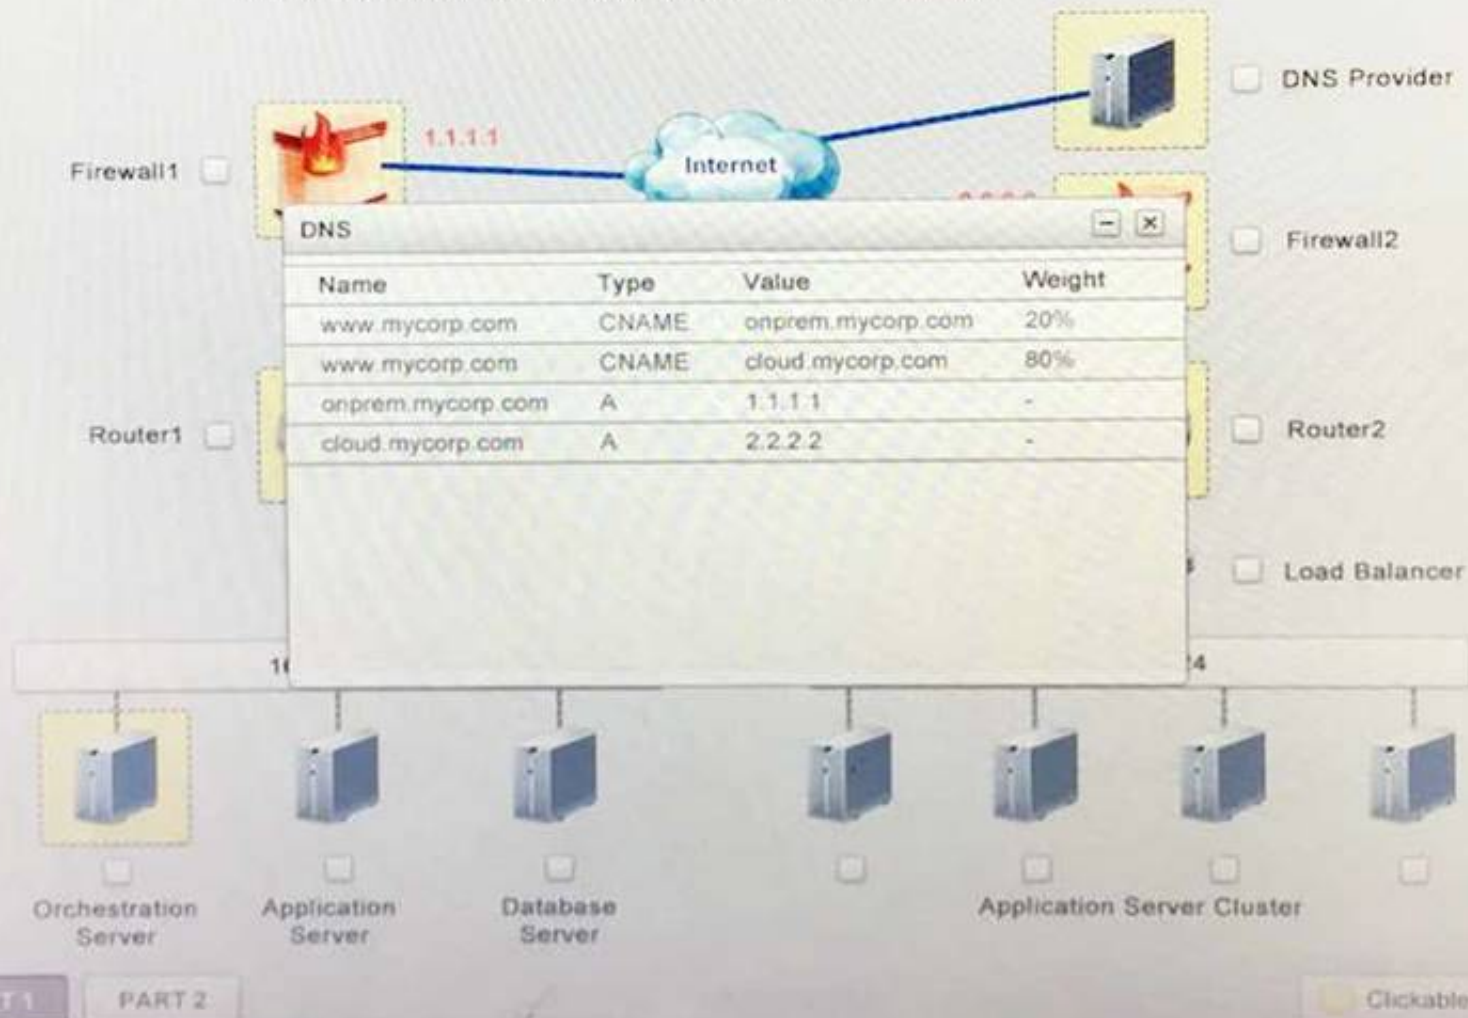 DNS Provider
1.1.1.1
Internet
Firewall1
DNS
Firewall2
Name Type Value Weight
www.mycorp.com CNAME onprem.mycorp.com 20%
www.mycorp.com CNAME cloud.mycorp.com 80%
onprem.mycorp.com A 1.1.1.1 -
cloud.mycorp.com A 2.2.2.2 -
Router1
Router2
Load Balancer
Orchestration Server
Application Server
Database Server
Application Server Cluster
PART 2
Clickable